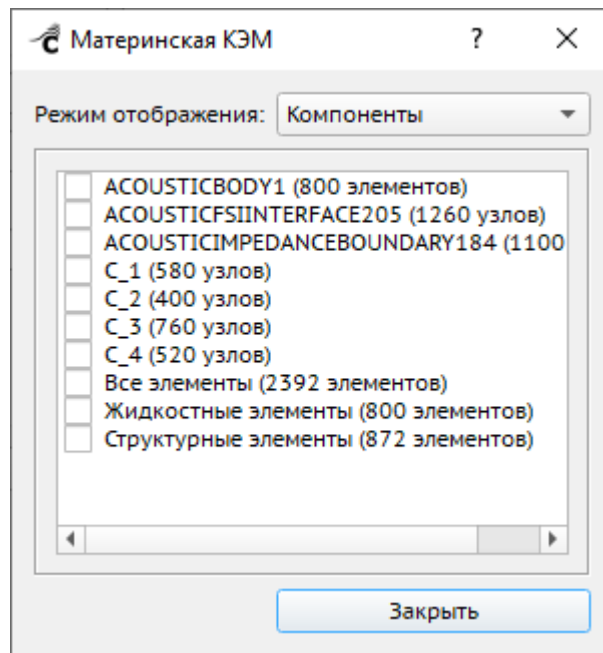 Материнская КЭМ
?
Режим отображения: Компоненты
ACOUSTICBODY1 (800 элементов)
ACOUSTICFSIINTERFACE205 (1260 узлов)
ACOUSTICIMPEDANCEBOUNDARY184 (1100
C_1 (580 узлов)
C_2 (400 узлов)
C_3 (760 узлов)
C_4 (520 узлов)
Все элементы (2392 элементов)
Жидкостные элементы (800 элементов)
Структурные элементы (872 элементов)
Закрыть